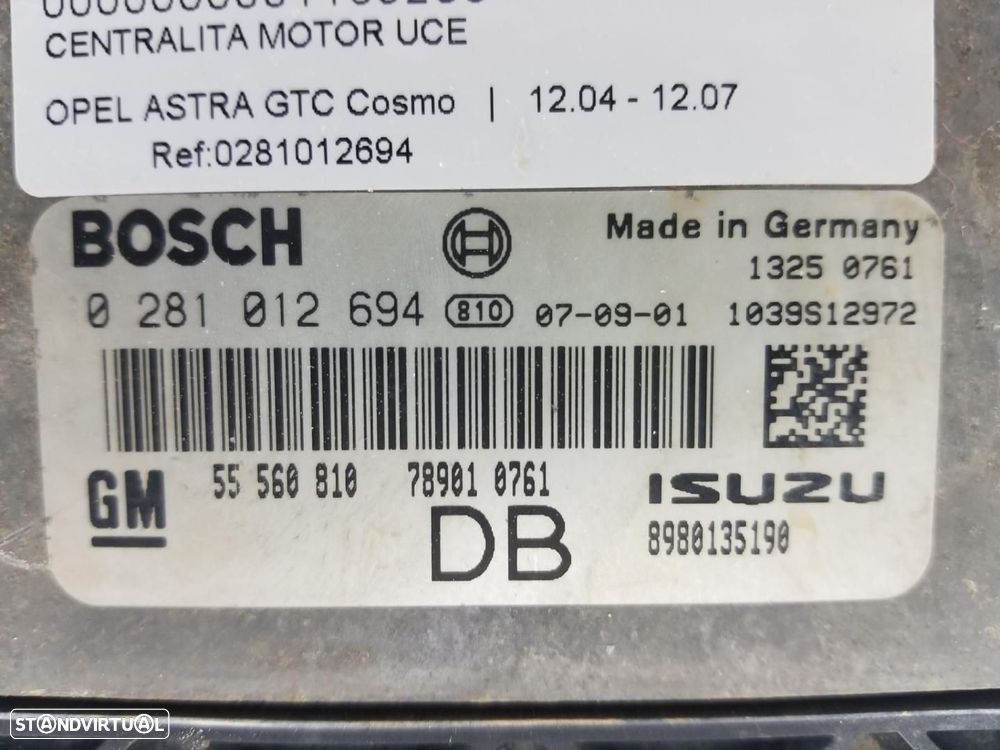 CENTRALITA MOTOR UCE
OPEL ASTRA GTC Cosmo | 12.04 - 12.07
Ref:0281012694
BOSCH
Made in Germany
1325 0761
0 281 012 694 810 07-09-01 1039S12972
GM
55 560 810 78901 0761
ISUZU
DB
8980135190
STANDVIRTUAL